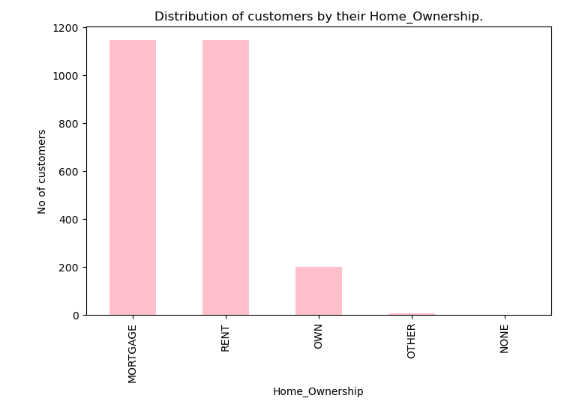 Distribution of customers by their Home_Ownership.
1200
1000
800
600
400
200
0
No of customers
MORTGAGE
RENT
OWN
OTHER
NONE
Home_Ownership